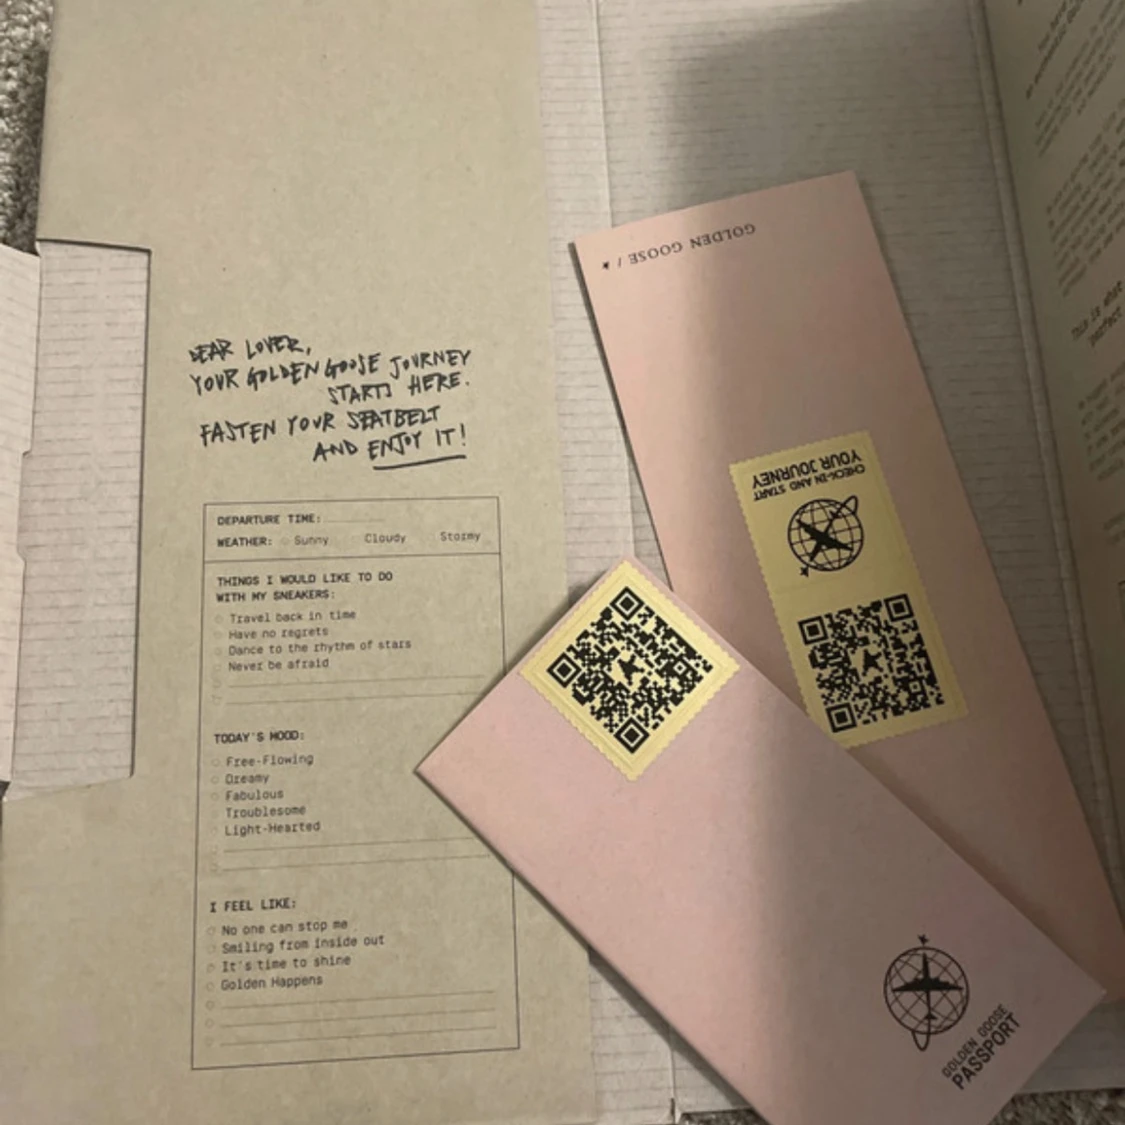 DEAR LOVER,
YOUR GOLDEN GOOSE JOURNEY
STARTS HERE.
FASTEN YOUR SEATBELT
AND ENJOY IT!
DEPARTURE TIME:
WEATHER: Sunny Cloudy Stormy
THINGS I WOULD LIKE TO DO
WITH MY SNEAKERS:
Travel back in time
Have no regrets
Dance to the rhythm of stars
Never be afraid
TODAY'S MOOD:
Free-Flowing
Dreamy
Fabulous
Troublesome
Light-Hearted
I FEEL LIKE:
No one can stop me
Smiling from inside out
It's time to shine
Golden Happens
GOLDEN GOOSE /
CHECK-IN AND START
YOUR JOURNEY
GOLDEN GOOSE
PASSPORT
This is what
perfect